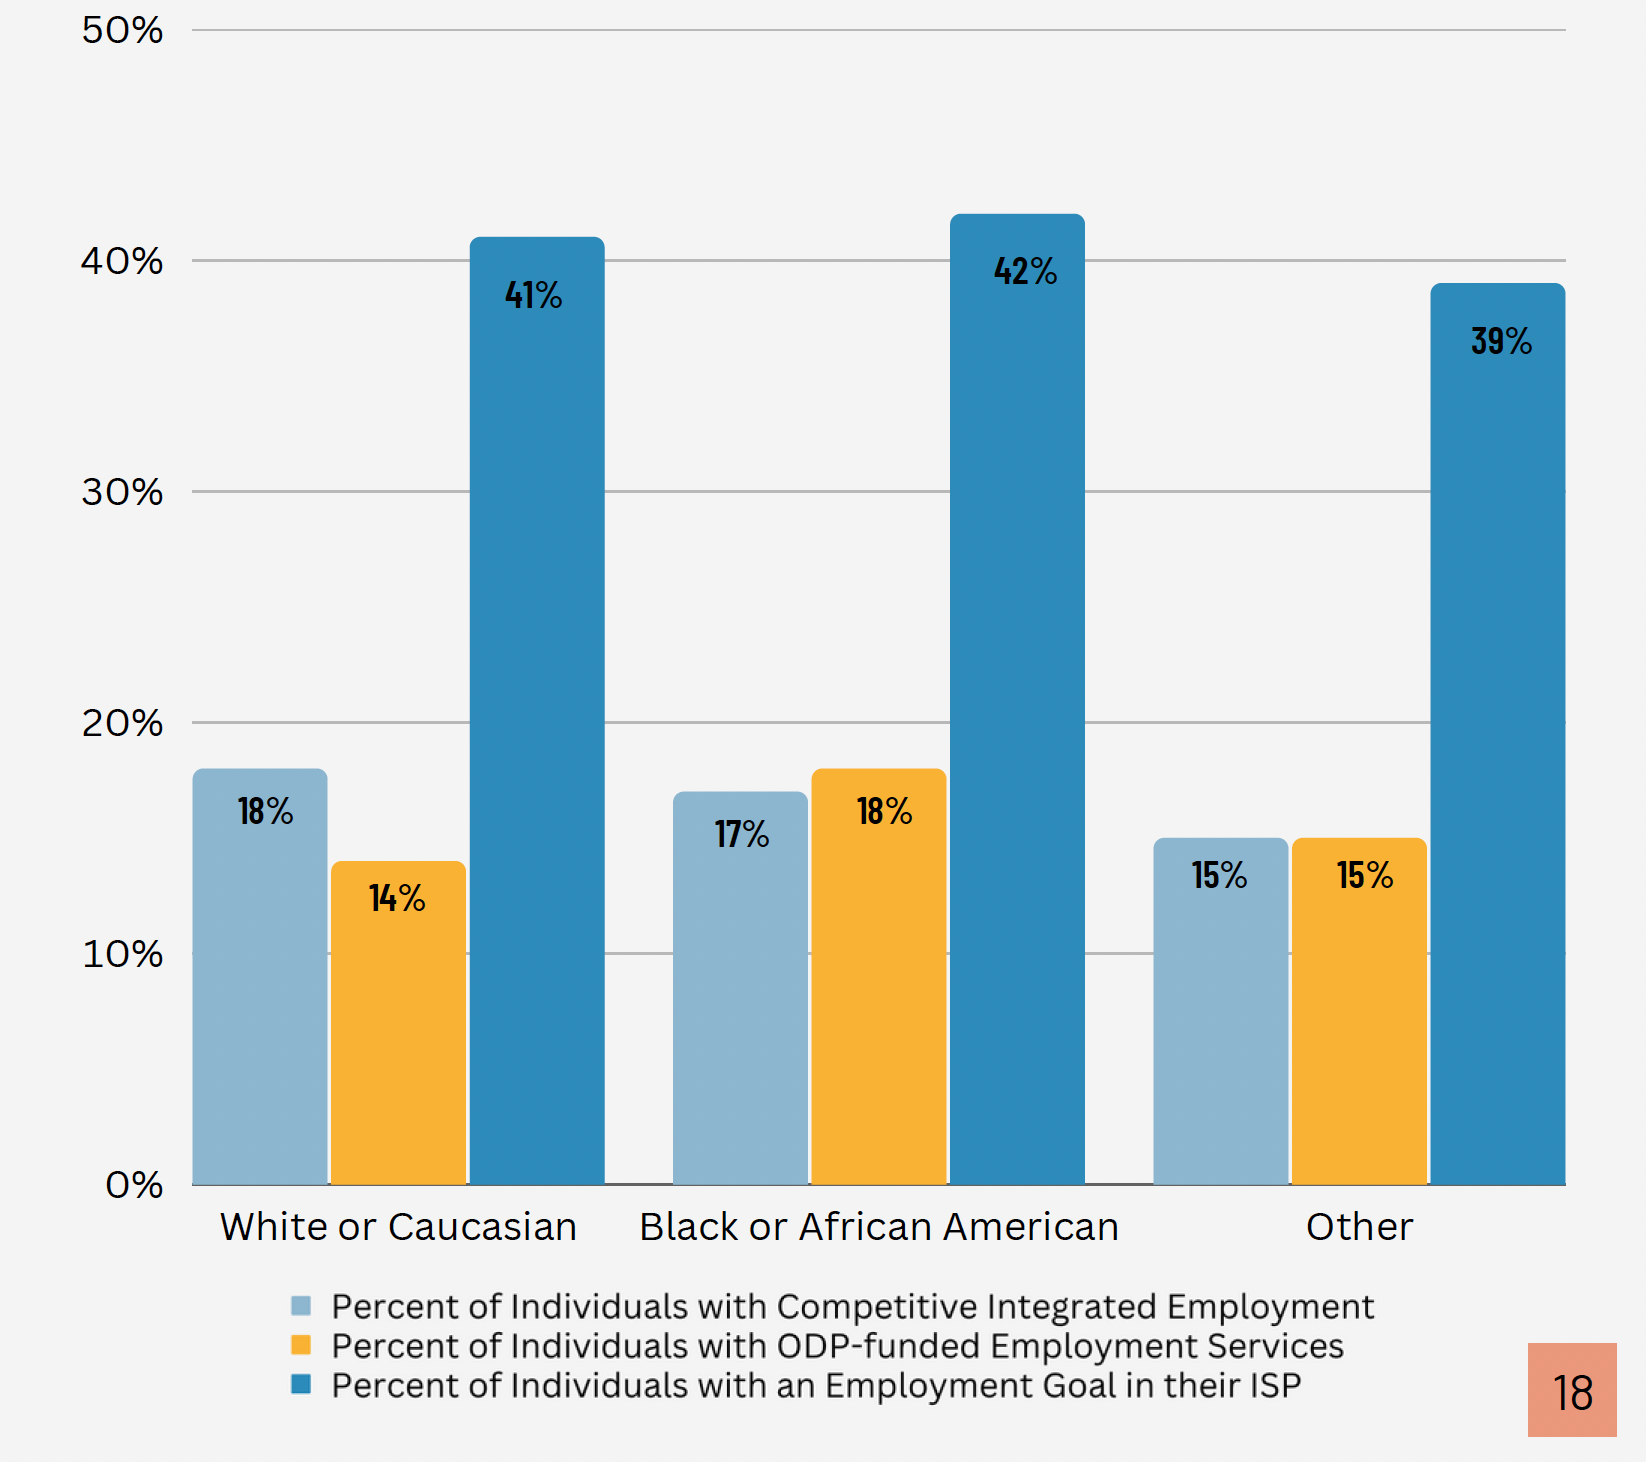 50%
40%
30%
20%
10%
0%
41%
42%
39%
18%
14%
17%
18%
15%
15%
White or Caucasian
Black or African American
Other
Percent of Individuals with Competitive Integrated Employment
Percent of Individuals with ODP-funded Employment Services
Percent of Individuals with an Employment Goal in their ISP
18